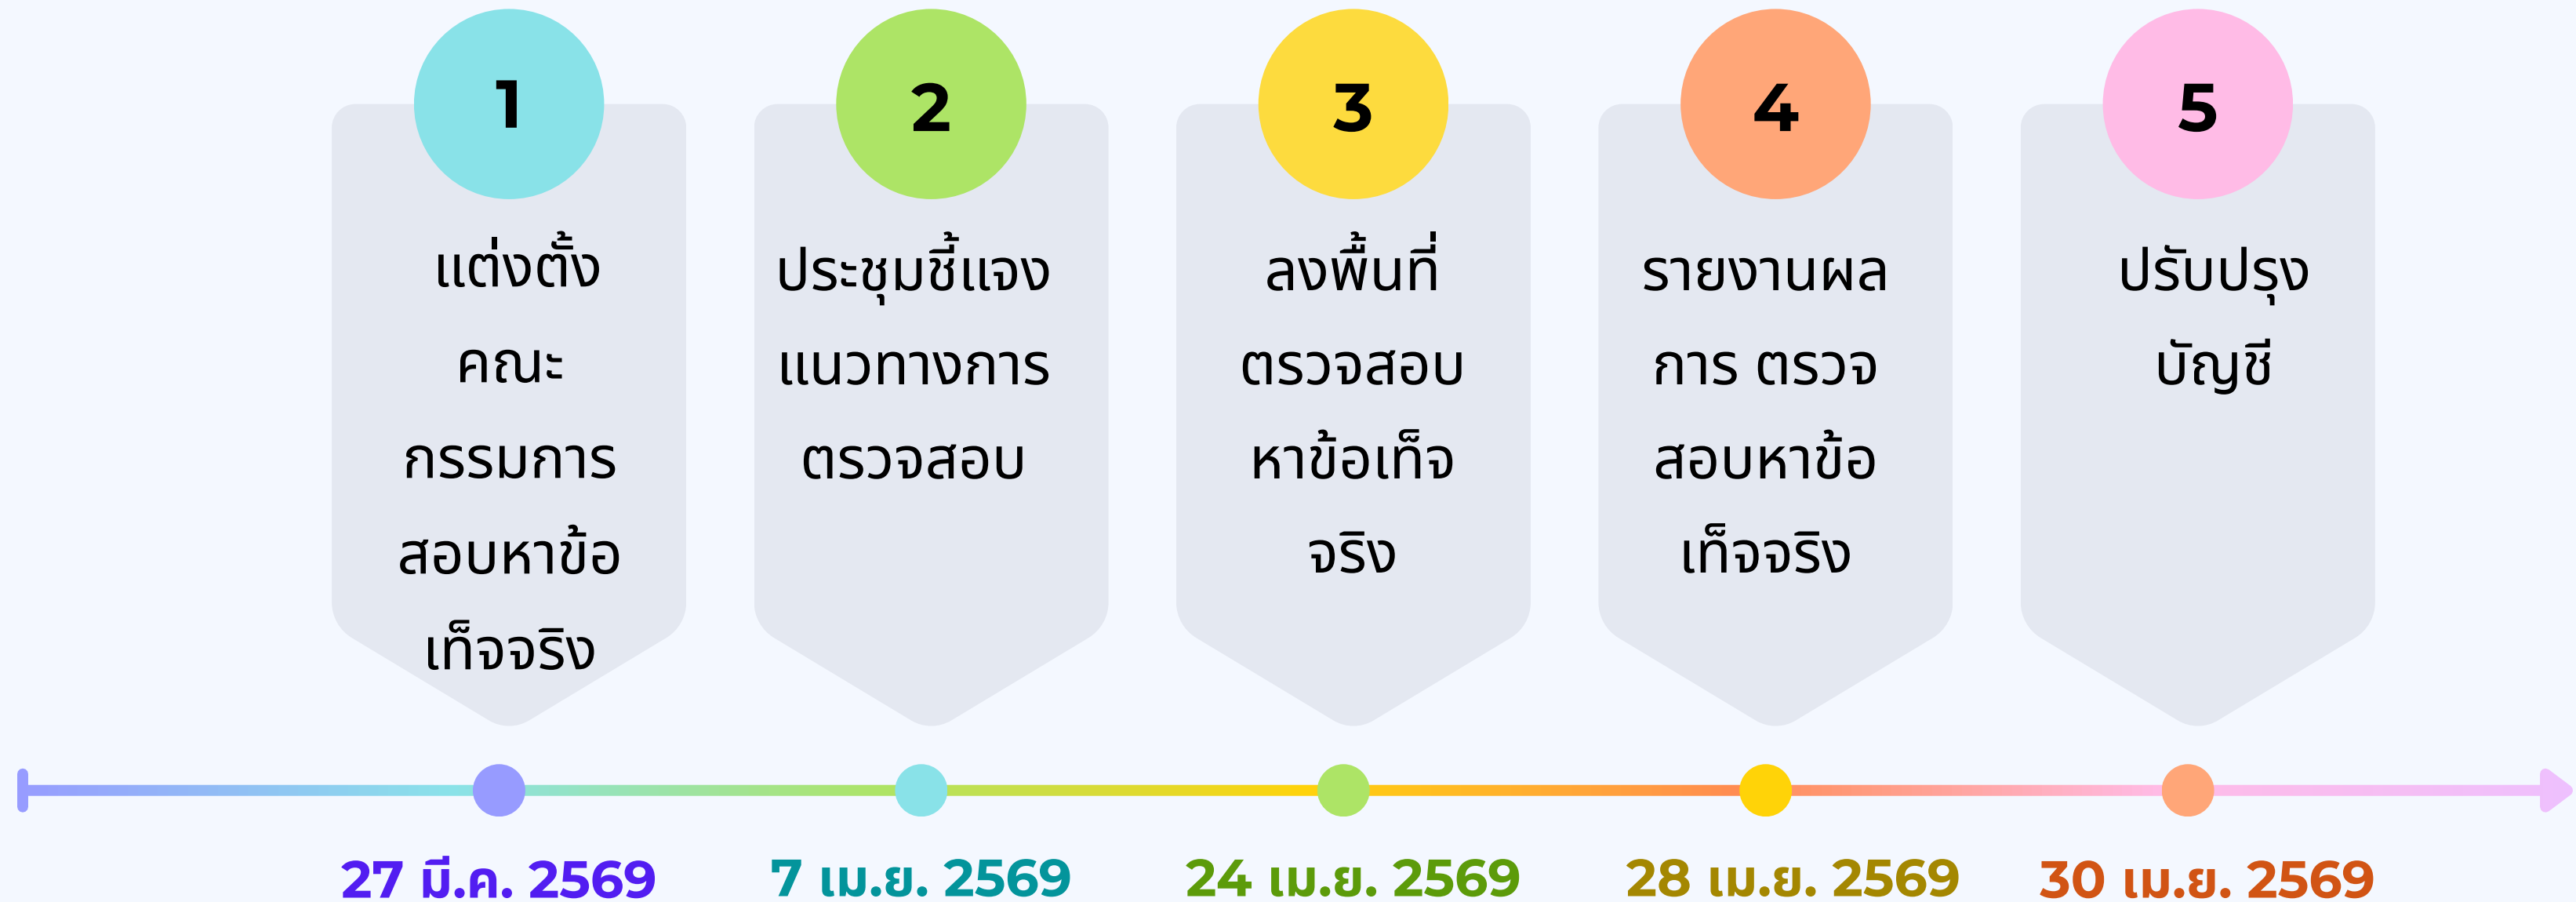 1
แต่งตั้ง
คณะ
กรรมการ
สอบหาข้อ
เท็จจริง
27 มี.ค. 2569
2
ประชุมชี้แจง
แนวทางการ
ตรวจสอบ
7 เม.ย. 2569
3
ลงพื้นที่
ตรวจสอบ
หาข้อเท็จ
จริง
24 เม.ย. 2569
4
รายงานผล
การ ตรวจ
สอบหาข้อ
เท็จจริง
28 เม.ย. 2569
5
ปรับปรุง
บัญชี
30 เม.ย. 2569